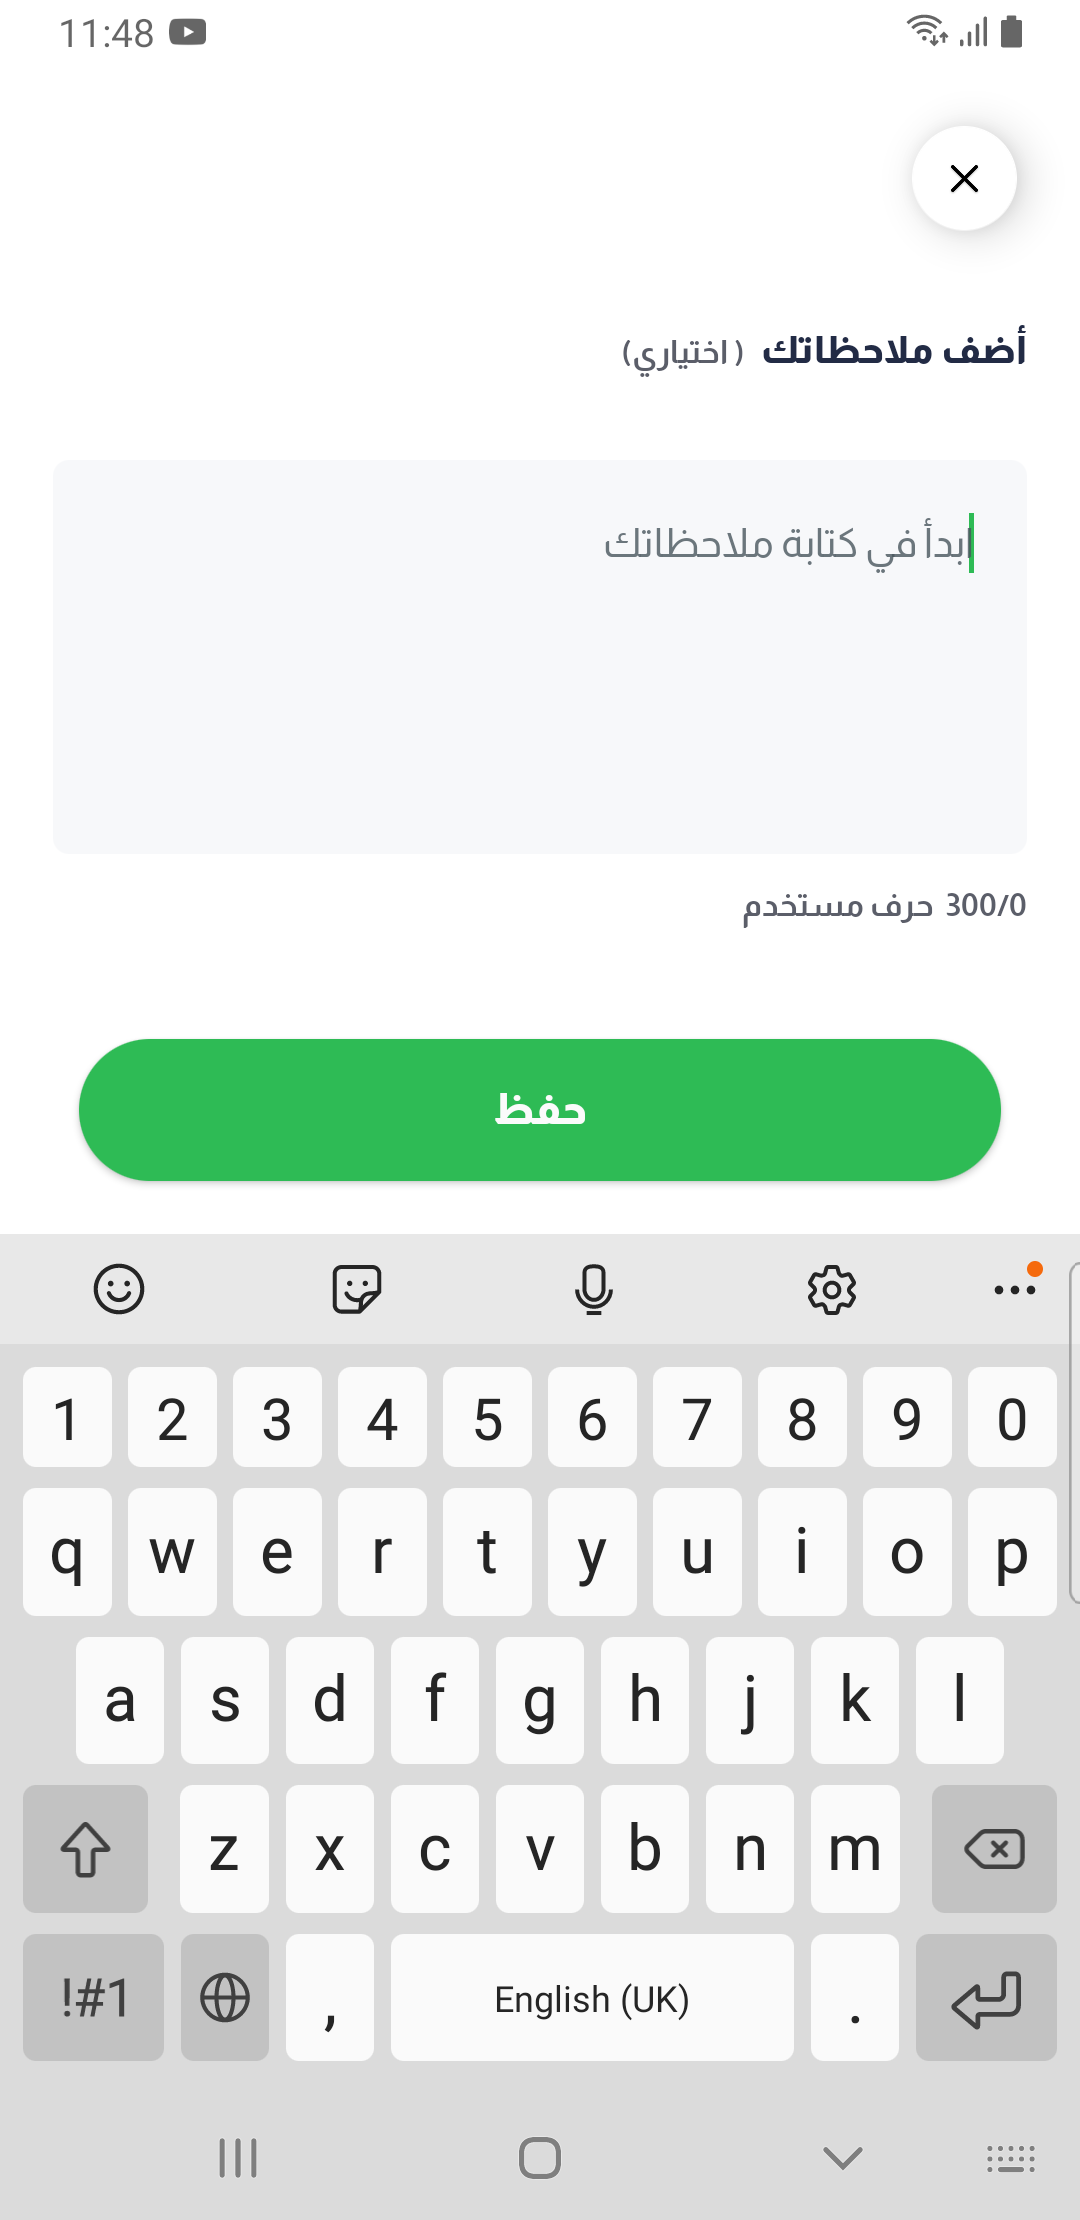 11:48
أضف ملاحظاتك ( اختياري)
ابدأ في كتابة ملاحظاتك
300/0 حرف مستخدم
حفظ
1 2 3 4 5 6 7 8 9 0
q w e r t y u i o p
a s d f g h j k l
z x c v b n m
!#1 , English (UK) .